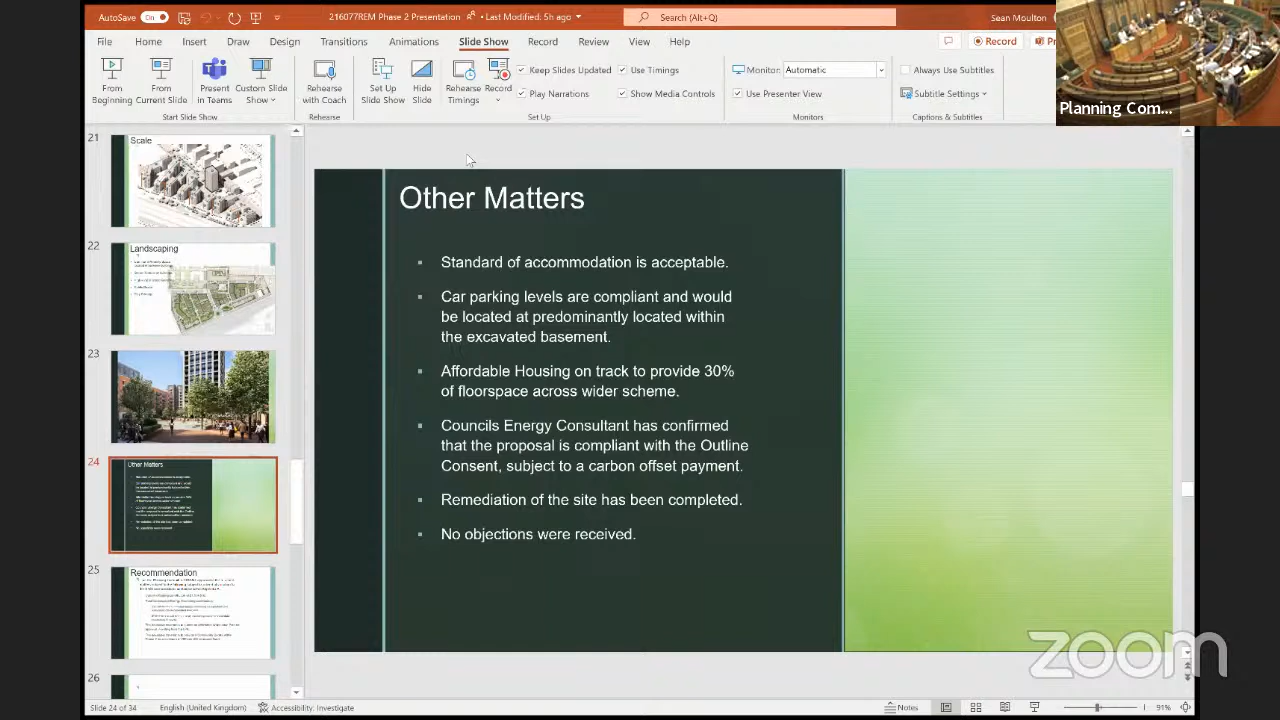 AutoSave On 216077REM Phase 2 Presentation • Last Modified: 5h ago Search (Alt+Q) Sean Moulton
File Home Insert Draw Design Transitions Animations Slide Show Record Review View Help Record
From Beginning From Current Slide Present in Teams Custom Slide Show Rehearse with Coach Set Up Slide Show Hide Slide Rehearse Timings Record
Keep Slides Updated Use Timings Monitor: Automatic Always Use Subtitles
Play Narrations Show Media Controls Use Presenter View Subtitle Settings
Start Slide Show Rehearse Set Up Monitors Captions & Subtitles
Planning Com...
21
Scale
22
Landscaping
23
24
Other Matters
25
Recommendation
26
Other Matters
Standard of accommodation is acceptable.
Car parking levels are compliant and would
be located at predominantly located within
the excavated basement.
Affordable Housing on track to provide 30%
of floorspace across wider scheme.
Councils Energy Consultant has confirmed
that the proposal is compliant with the Outline
Consent, subject to a carbon offset payment.
Remediation of the site has been completed.
No objections were received.
zoom
Slide 24 of 34 English (United Kingdom) Accessibility: Investigate Notes 91%